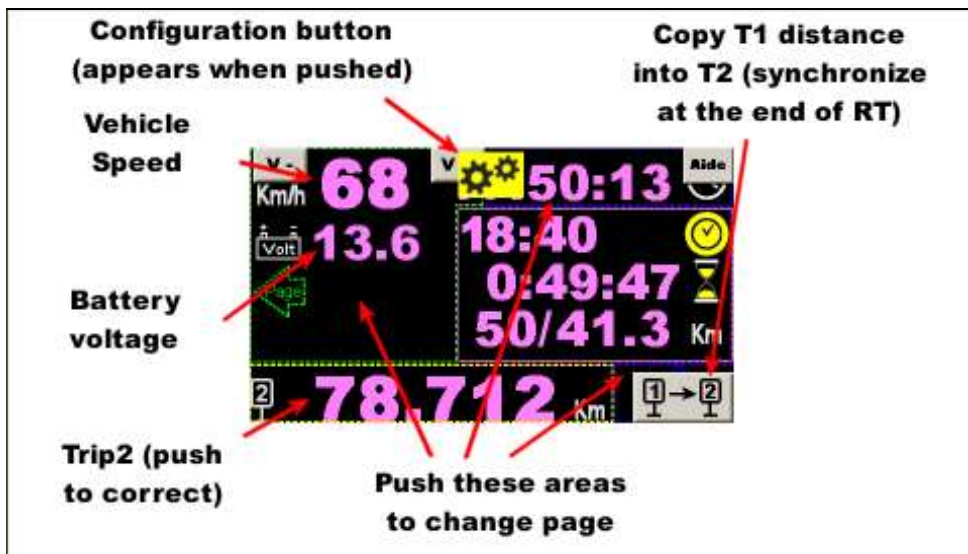 Configuration button
(appears when pushed)
Copy T1 distance
into T2 (synchronize
at the end of RT)
Vehicle
Speed
V -
V
Aide
Km/h 68
50:13
Volt 13.6
18:40
0:49:47
50/41.3 Km
Page
Battery
voltage
2 78.712 Km
1 → 2
Trip2 (push
to correct)
Push these areas
to change page